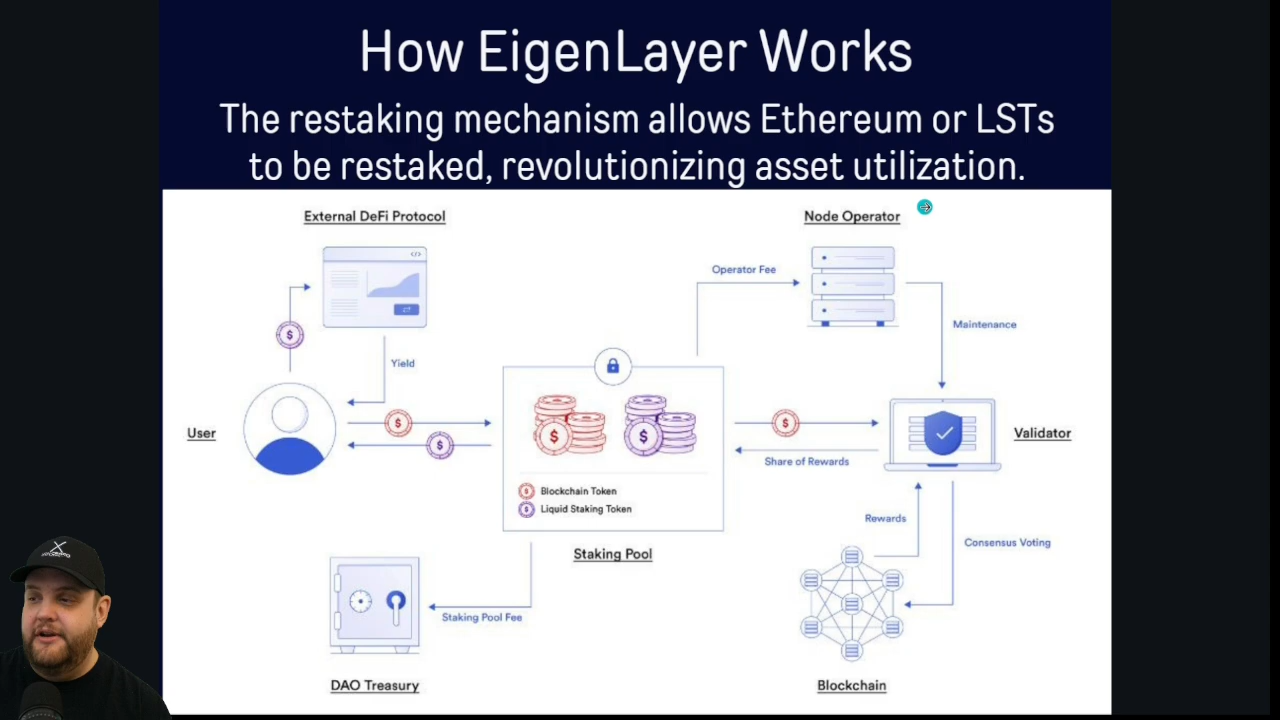 How EigenLayer Works
The restaking mechanism allows Ethereum or LSTs
to be restaked, revolutionizing asset utilization.
External DeFi Protocol
Node Operator
Operator Fee
Maintenance
Yield
User
Validator
Share of Rewards
Blockchain Token
Liquid Staking Token
Rewards
Consensus Voting
Staking Pool
Staking Pool Fee
DAO Treasury
Blockchain